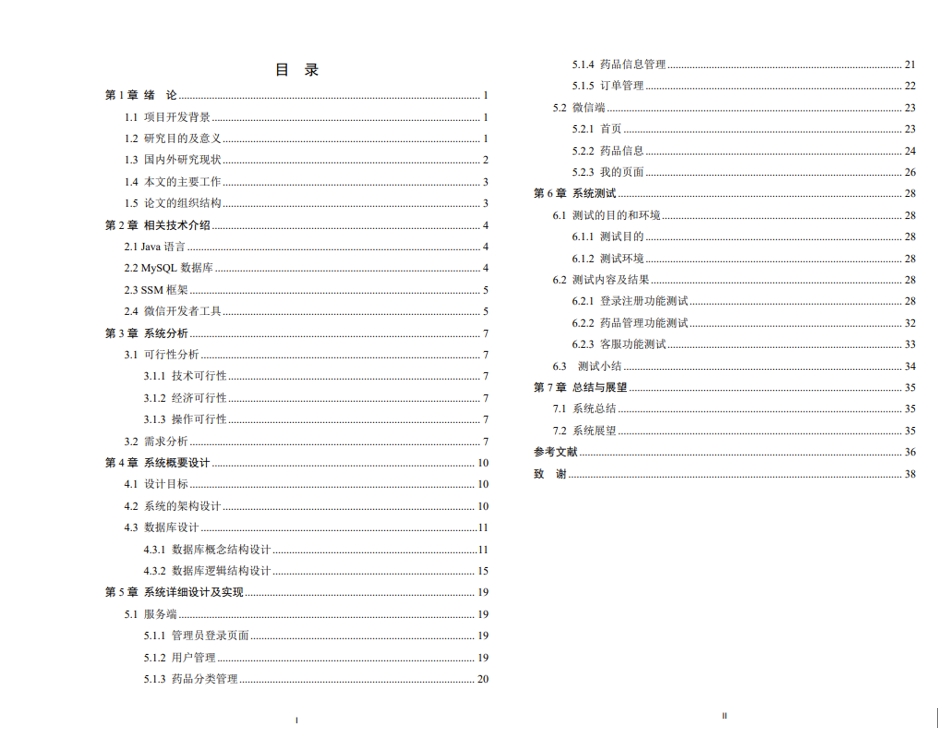 目 录
第 1 章 绪 论 1
1.1 项目开发背景 1
1.2 研究目的及意义 1
1.3 国内外研究现状 2
1.4 本文的主要工作 3
1.5 论文的组织结构 3
第 2 章 相关技术介绍 4
2.1 Java 语言 4
2.2 MySQL 数据库 4
2.3 SSM 框架 5
2.4 微信开发者工具 5
第 3 章 系统分析 7
3.1 可行性分析 7
3.1.1 技术可行性 7
3.1.2 经济可行性 7
3.1.3 操作可行性 7
3.2 需求分析 7
第 4 章 系统概要设计 10
4.1 设计目标 10
4.2 系统的架构设计 10
4.3 数据库设计 11
4.3.1 数据库概念结构设计 11
4.3.2 数据库逻辑结构设计 15
第 5 章 系统详细设计及实现 19
5.1 服务端 19
5.1.1 管理员登录页面 19
5.1.2 用户管理 19
5.1.3 药品分类管理 20
I
5.1.4 药品信息管理 21
5.1.5 订单管理 22
5.2 微信端 23
5.2.1 首页 23
5.2.2 药品信息 24
5.2.3 我的页面 26
第 6 章 系统测试 28
6.1 测试的目的和环境 28
6.1.1 测试目的 28
6.1.2 测试环境 28
6.2 测试内容及结果 28
6.2.1 登录注册功能测试 28
6.2.2 药品管理功能测试 32
6.2.3 客服功能测试 33
6.3 测试小结 34
第 7 章 总结与展望 35
7.1 系统总结 35
7.2 系统展望 35
参考文献 36
致 谢 38
II